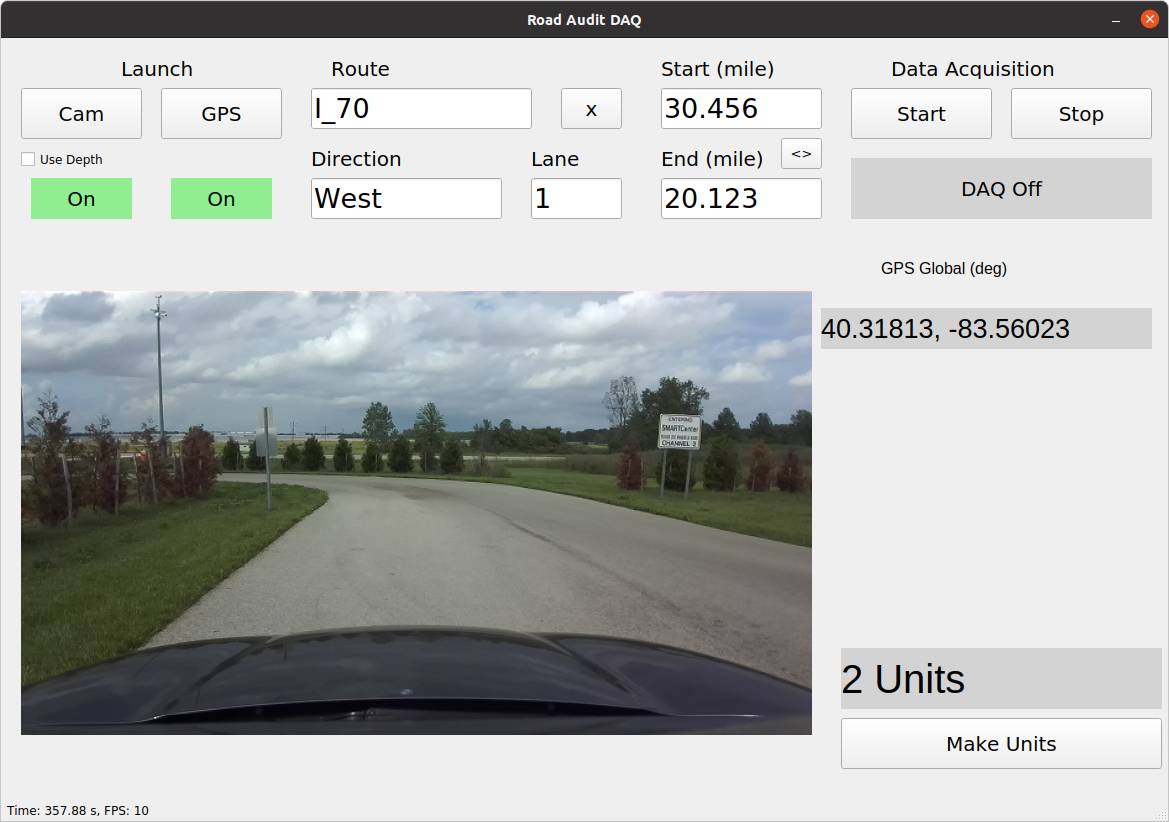 Road Audit DAQ
Launch
Route
Start (mile)
Data Acquisition
Cam
GPS
I_70
x
30.456
Start
Stop
Use Depth
Direction
Lane
End (mile)
<>
On
On
West
1
20.123
DAQ Off
GPS Global (deg)
40.31813, -83.56023
ENTERING
SMARTCenter
CHANNEL 2
2 Units
Make Units
Time: 357.88 s, FPS: 10